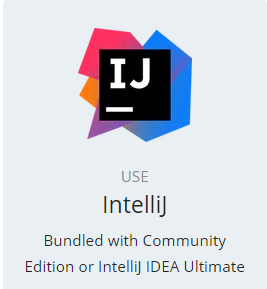 IJ
USE
IntelliJ
Bundled with Community
Edition or IntelliJ IDEA Ultimate